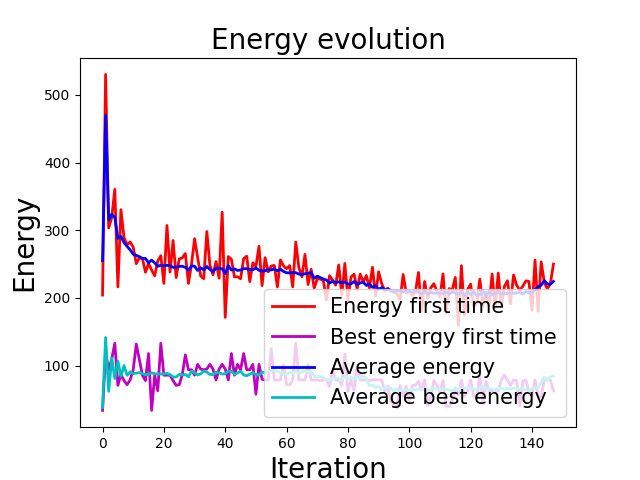 Energy evolution
Energy
500
400
300
200
100
Energy first time
Best energy first time
Average energy
Average best energy
0 20 40 60 80 100 120 140
Iteration